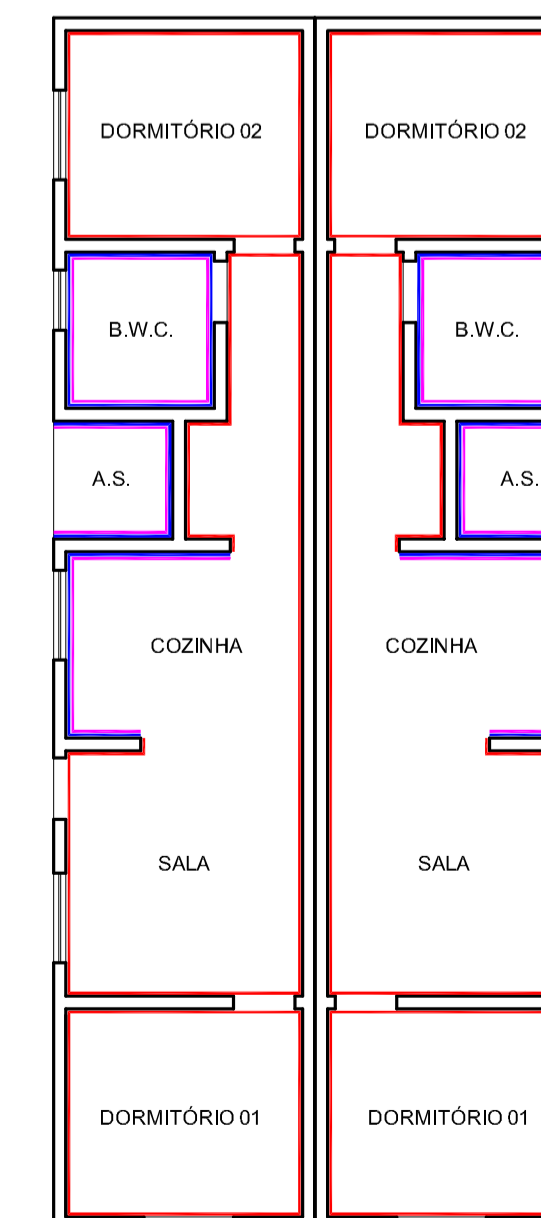 DORMITÓRIO 02
DORMITÓRIO 02
B.W.C.
B.W.C.
A.S.
A.S.
COZINHA
COZINHA
SALA
SALA
DORMITÓRIO 01
DORMITÓRIO 01